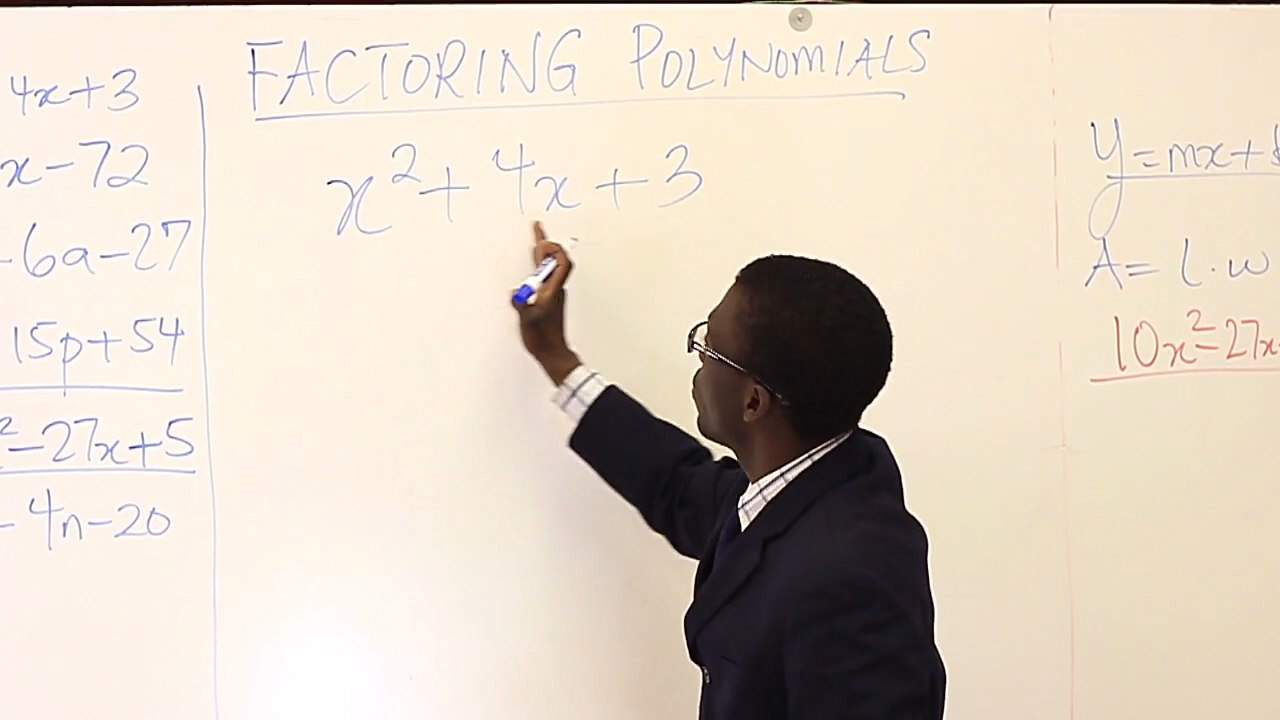 4x+3
x-72
-6a-27
15p+54
²-27x+5
-4n-20
FACTORING POLYNOMIALS
x²+4x+3
y=mx+
A=l.w
10x²-27x-